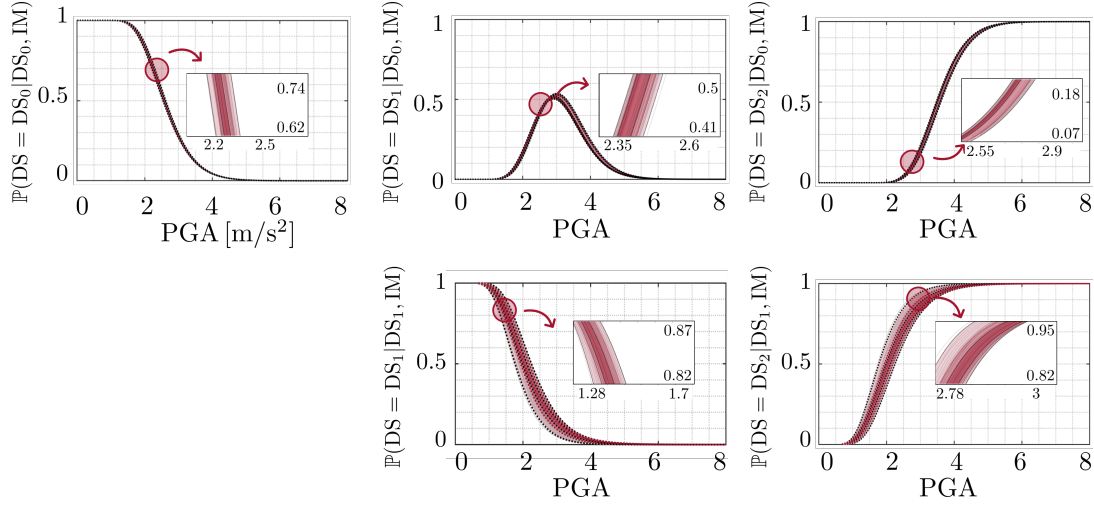 ℙ(DS = DS₀|DS₀, IM)
1
0.5
0
0.74
0.62
2.2 2.5
0 2 4 6 8
PGA [m/s²]
ℙ(DS = DS₁|DS₀, IM)
1
0.5
0
0.5
0.41
2.35 2.6
0 2 4 6 8
PGA
ℙ(DS = DS₂|DS₀, IM)
1
0.5
0
0.18
0.07
2.55 2.9
0 2 4 6 8
PGA
ℙ(DS = DS₁|DS₁, IM)
1
0.5
0
0.87
0.82
1.28 1.7
0 2 4 6 8
PGA
ℙ(DS = DS₂|DS₁, IM)
1
0.5
0
0.95
0.82
2.78 3
0 2 4 6 8
PGA